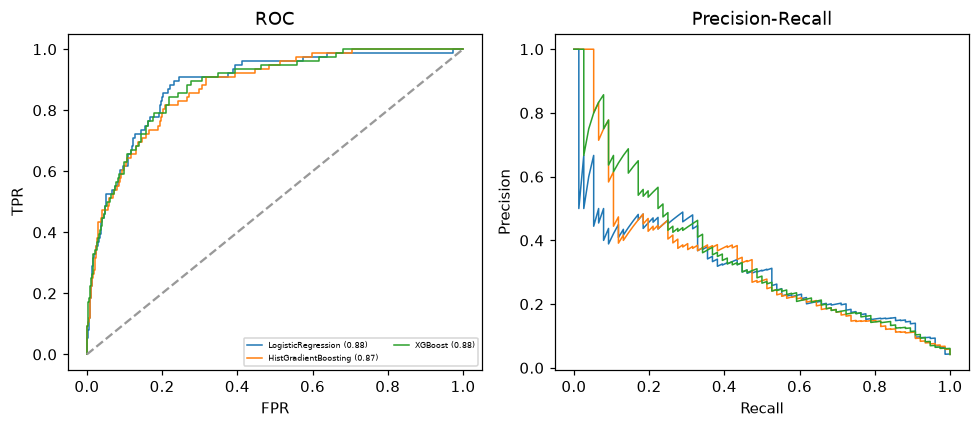 ROC
TPR
1.0
0.8
0.6
0.4
0.2
0.0
0.0 0.2 0.4 0.6 0.8 1.0
FPR
LogisticRegression (0.88) XGBoost (0.88)
HistGradientBoosting (0.87)
Precision-Recall
Precision
1.0
0.8
0.6
0.4
0.2
0.0
0.0 0.2 0.4 0.6 0.8 1.0
Recall